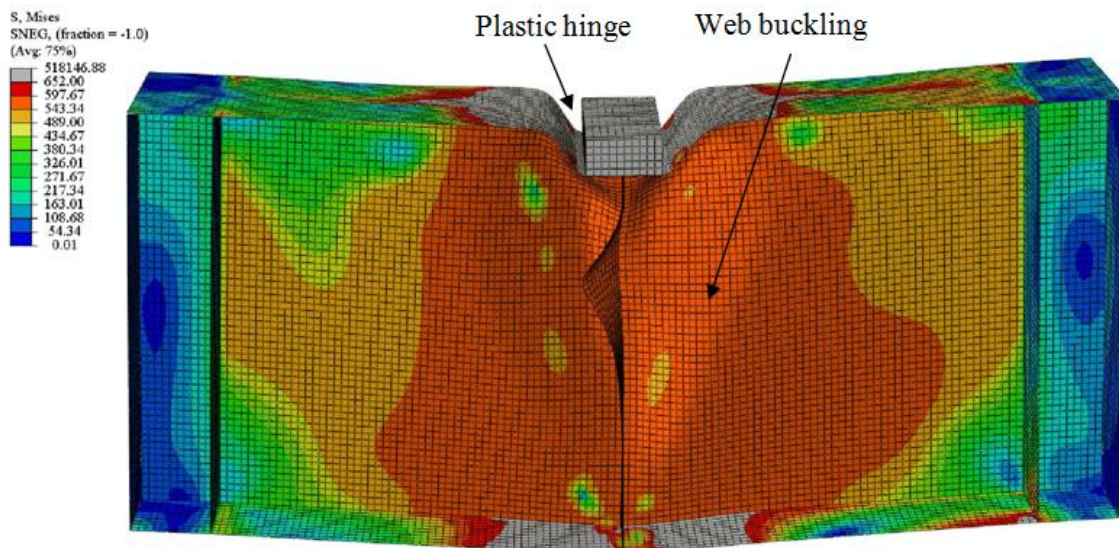 S, Mises
SNEG, (fraction = -1.0)
(Avg: 75%)
518146.88
652.00
597.67
543.34
489.00
434.67
380.34
326.01
271.67
217.34
163.01
108.68
54.34
0.01
Plastic hinge
Web buckling